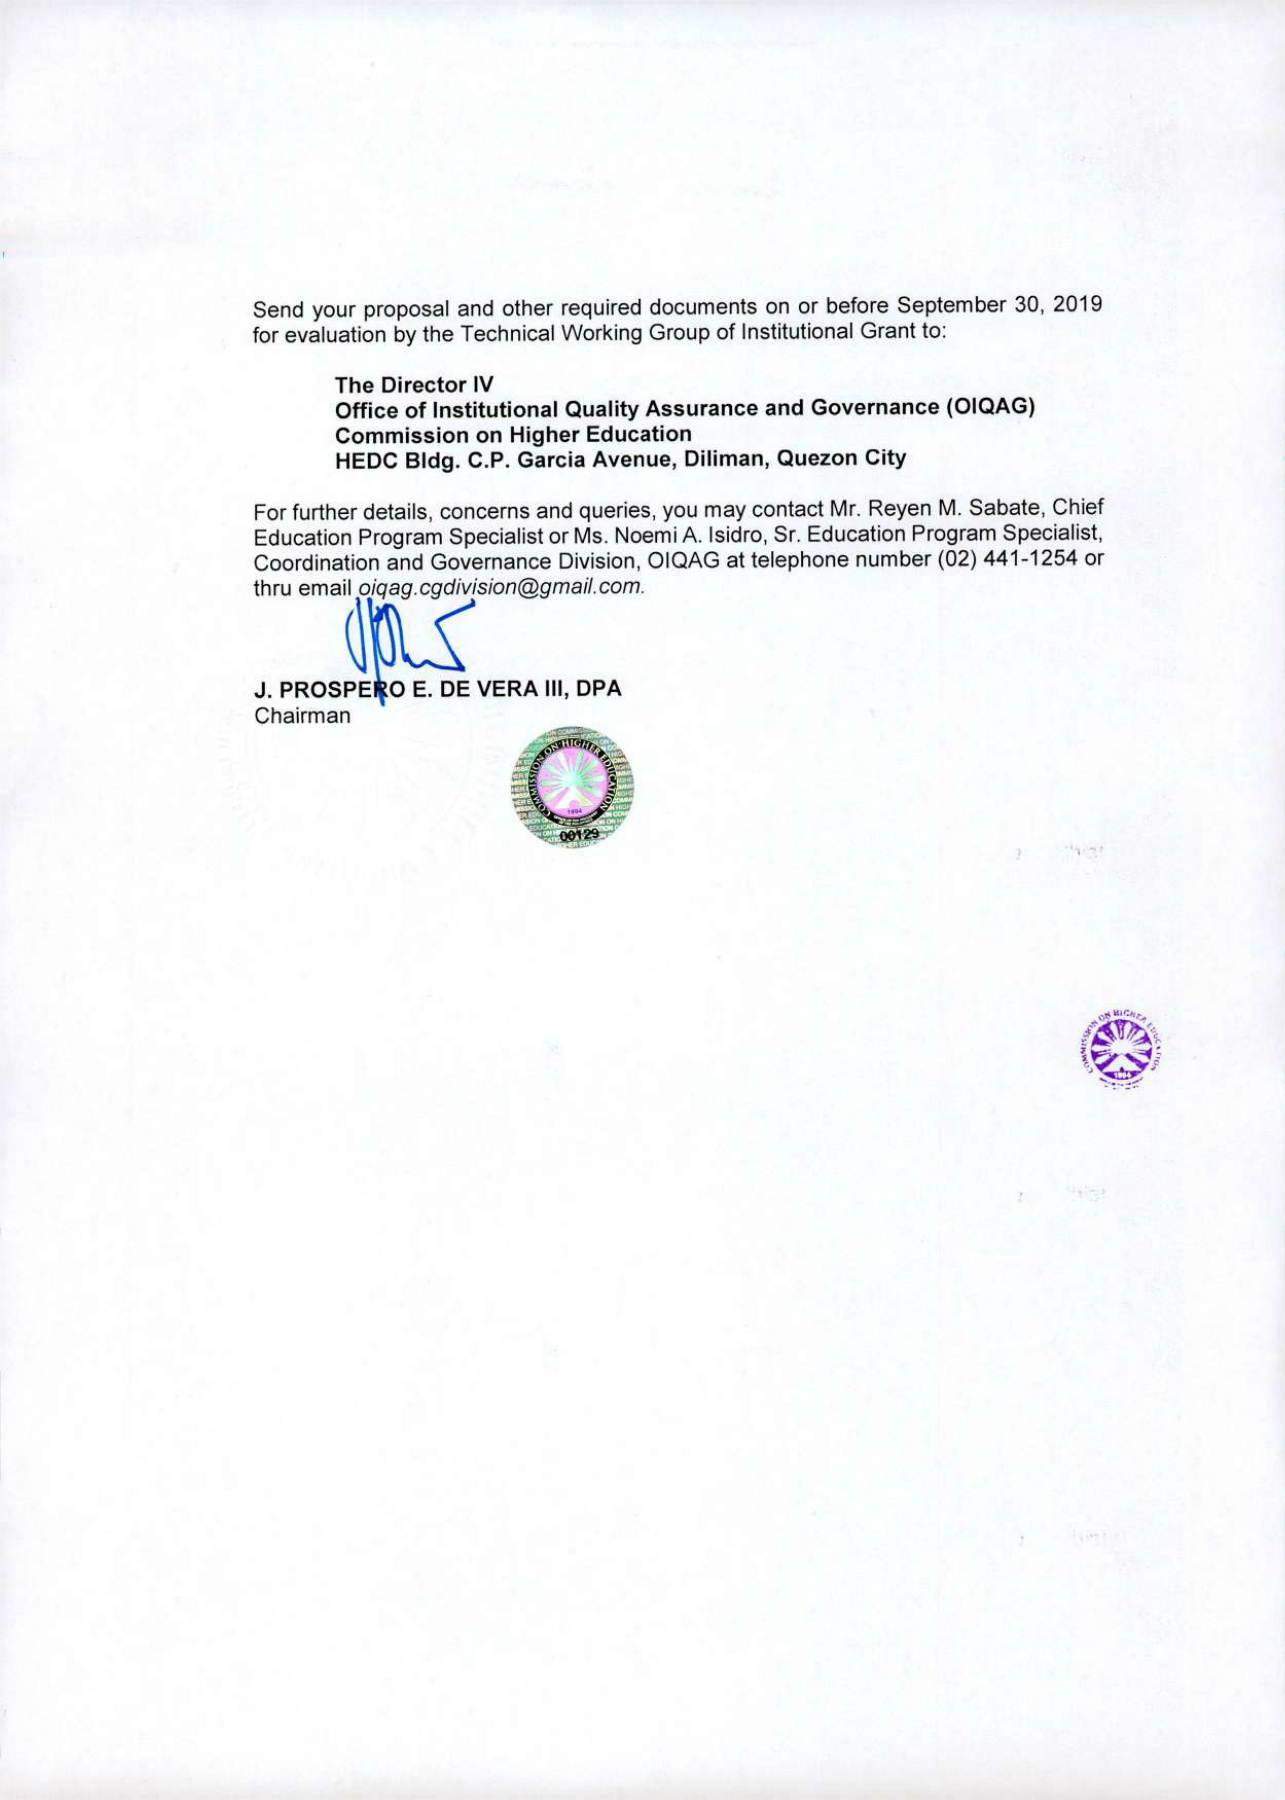 Send your proposal and other required documents on or before September 30, 2019
for evaluation by the Technical Working Group of Institutional Grant to:
The Director IV
Office of Institutional Quality Assurance and Governance (OIQAG)
Commission on Higher Education
HEDC Bldg. C.P. Garcia Avenue, Diliman, Quezon City
For further details, concerns and queries, you may contact Mr. Reyen M. Sabate, Chief
Education Program Specialist or Ms. Noemi A. Isidro, Sr. Education Program Specialist,
Coordination and Governance Division, OIQAG at telephone number (02) 441-1254 or
thru email oiqag.cgdivision@gmail.com.
J. PROSPERO E. DE VERA III, DPA
Chairman
COMMISSION ON HIGHER EDUCATION
1994
00129
COMMISSION ON HIGHER EDUCATION
1994